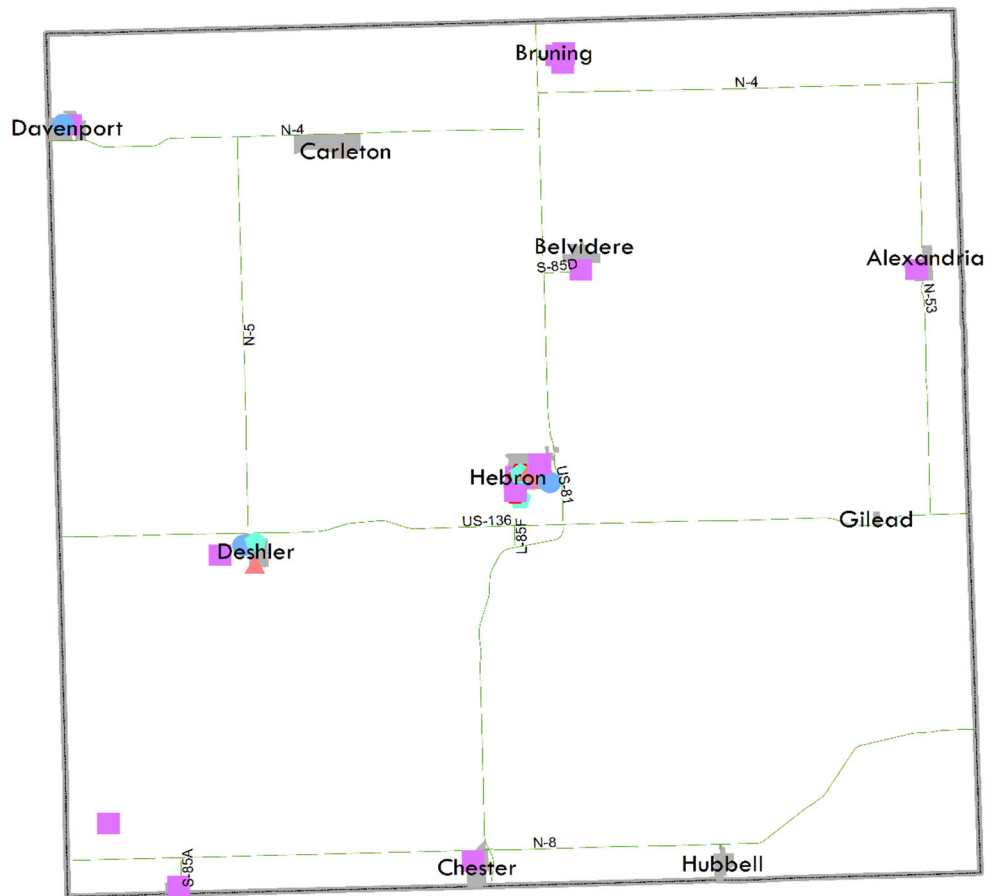 Bruning
N-4
Davenport
N-4
Carleton
Belvidere
S-85D
Alexandria
N-53
N-5
Hebron
US-81
US-136
L-85F
Gilead
Deshler
N-8
Chester
Hubbell
S-85A